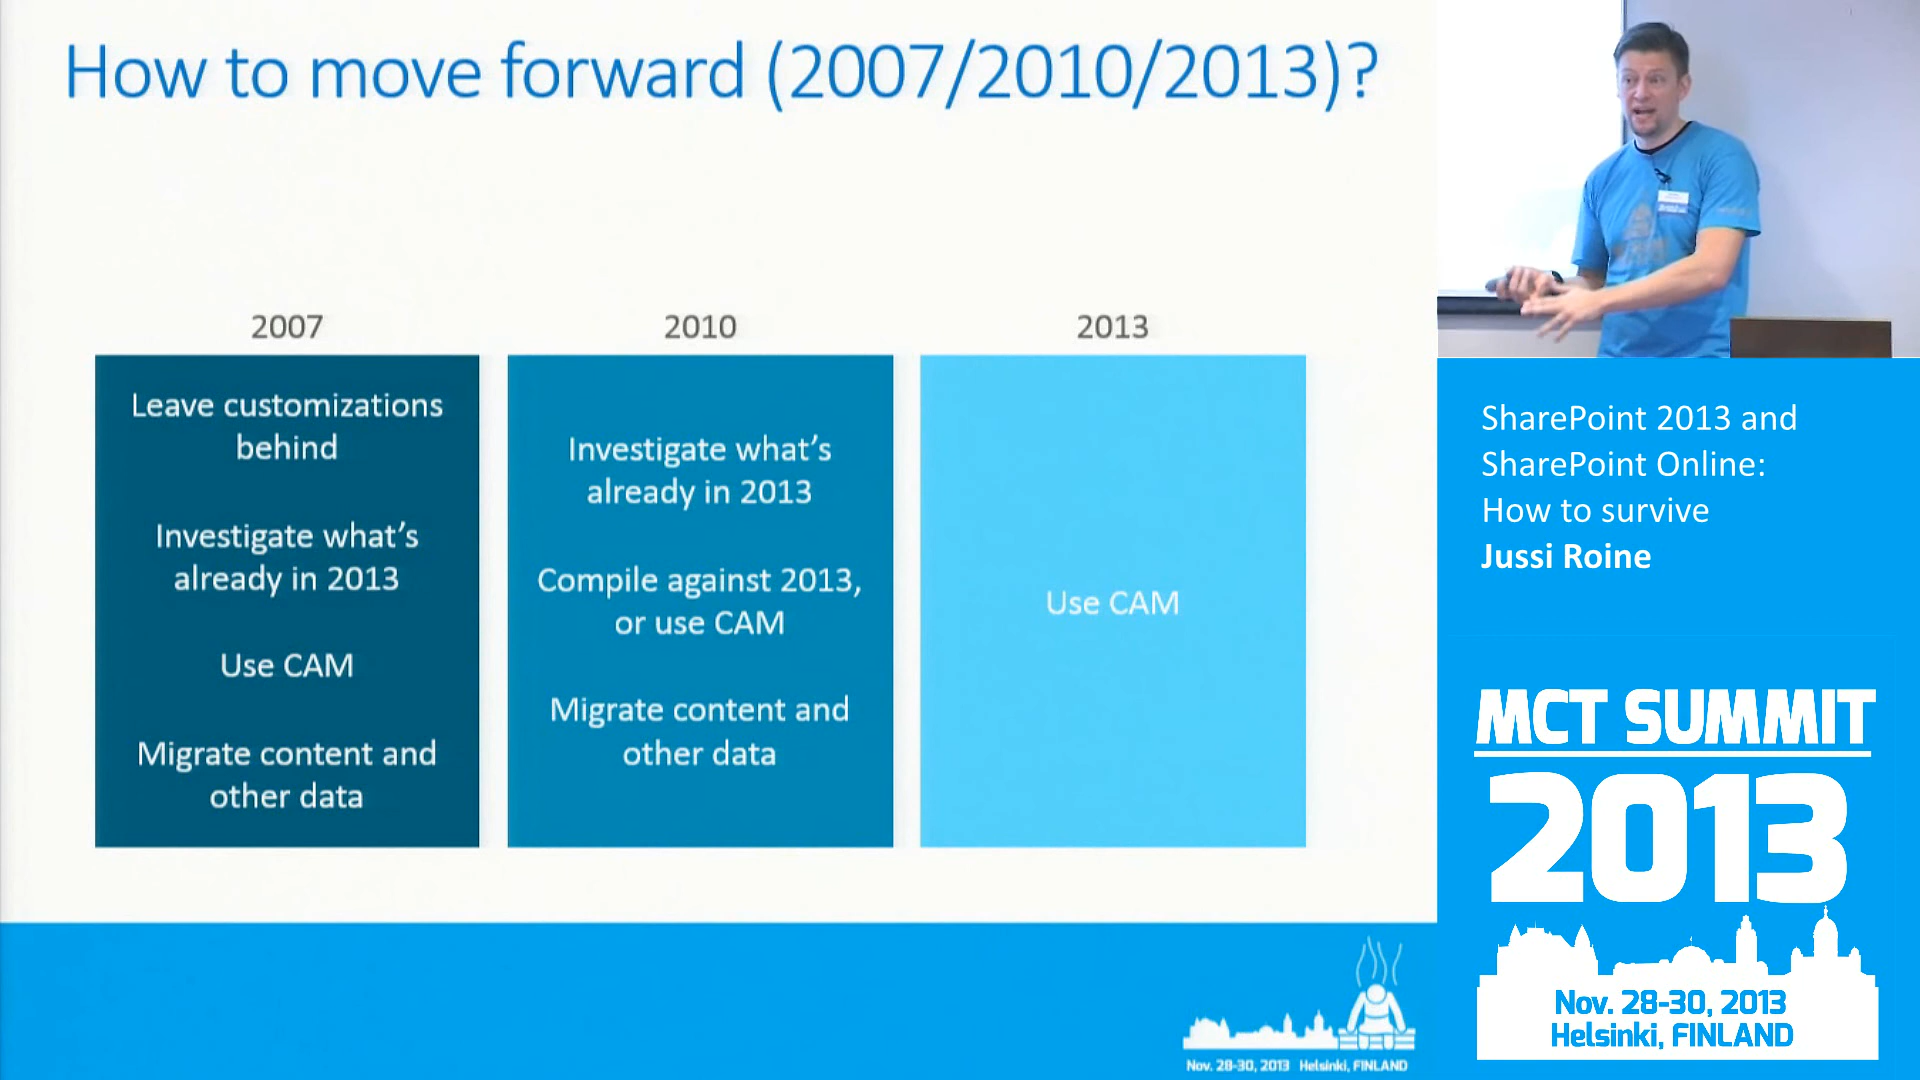 How to move forward (2007/2010/2013)?
2007
Leave customizations
behind
Investigate what's
already in 2013
Use CAM
Migrate content and
other data
2010
Investigate what's
already in 2013
Compile against 2013,
or use CAM
Migrate content and
other data
2013
Use CAM
Nov. 28-30, 2013 Helsinki, FINLAND
SharePoint 2013 and
SharePoint Online:
How to survive
Jussi Roine
MCT SUMMIT
2013
Nov. 28-30, 2013
Helsinki, FINLAND